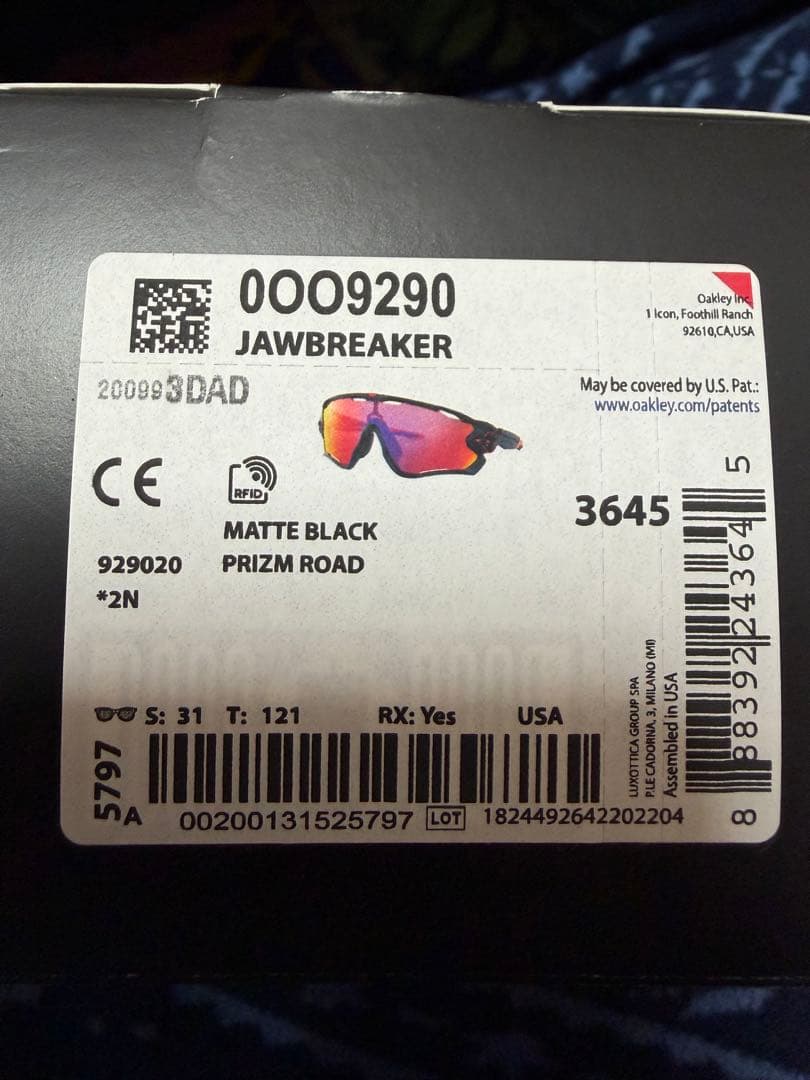 0OO9290
JAWBREAKER
Oakley Inc.
1 Icon, Foothill Ranch
92610,CA,USA
200993DAD
May be covered by U.S. Pat.:
www.oakley.com/patents
CE
RFID
3645
MATTE BLACK
929020 PRIZM ROAD
*2N
S: 31 T: 121 RX: Yes USA
5797
A
00200131525797 LOT 1824492642202204
LUXOTTICA GROUP SPA
P.LE CADORNA, 3, MILANO (MI)
Assembled in USA
8 88392 24364 5